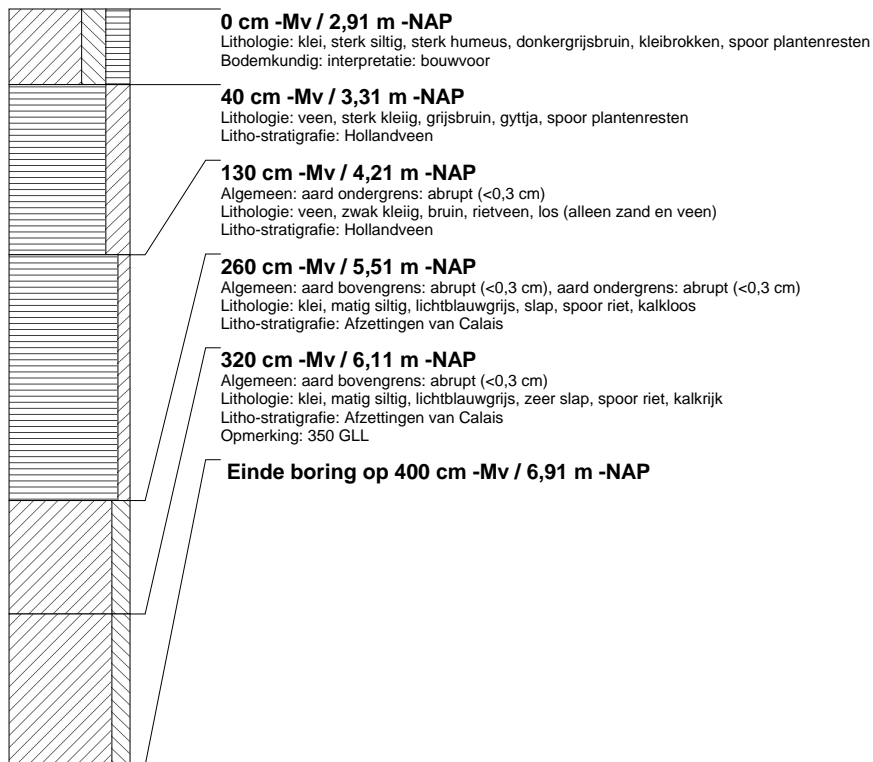 0 cm -Mv / 2,91 m -NAP
Lithologie: klei, sterk siltig, sterk humeus, donkergrijsbruin, kleibrokken, spoor plantenresten
Bodemkundig: interpretatie: bouwvoor
40 cm -Mv / 3,31 m -NAP
Lithologie: veen, sterk kleiig, grijsbruin, gyttja, spoor plantenresten
Litho-stratigrafie: Hollandveen
130 cm -Mv / 4,21 m -NAP
Algemeen: aard ondergrens: abrupt (<0,3 cm)
Lithologie: veen, zwak kleiig, bruin, rietveen, los (alleen zand en veen)
Litho-stratigrafie: Hollandveen
260 cm -Mv / 5,51 m -NAP
Algemeen: aard bovengrens: abrupt (<0,3 cm), aard ondergrens: abrupt (<0,3 cm)
Lithologie: klei, matig siltig, lichtblauwgrijs, slap, spoor riet, kalkloos
Litho-stratigrafie: Afzettingen van Calais
320 cm -Mv / 6,11 m -NAP
Algemeen: aard bovengrens: abrupt (<0,3 cm)
Lithologie: klei, matig siltig, lichtblauwgrijs, zeer slap, spoor riet, kalkrijk
Litho-stratigrafie: Afzettingen van Calais
Opmerking: 350 GLL
Einde boring op 400 cm -Mv / 6,91 m -NAP